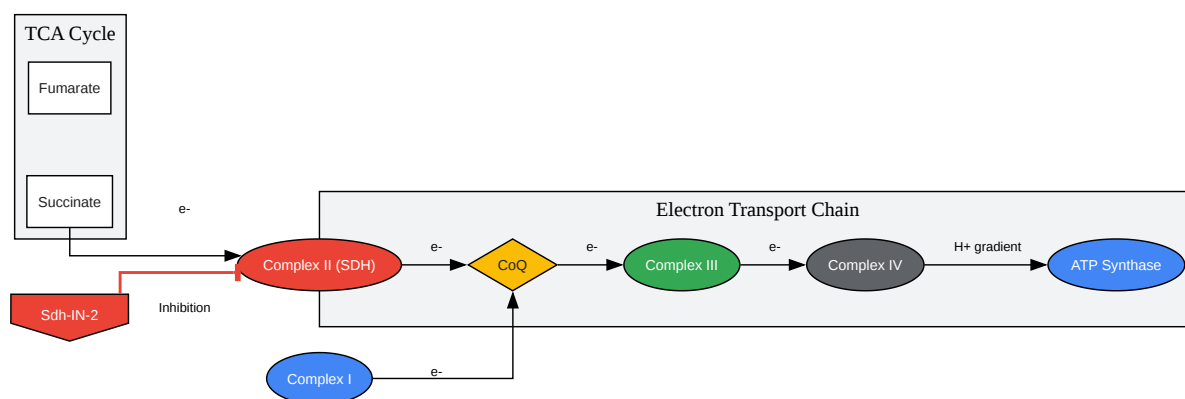 TCA Cycle
Fumarate
Succinate
e-
Electron Transport Chain
Complex II (SDH)
e-
CoQ
e-
Complex III
e-
Complex IV
H+ gradient
ATP Synthase
Sdh-IN-2
Inhibition
Complex I
e-